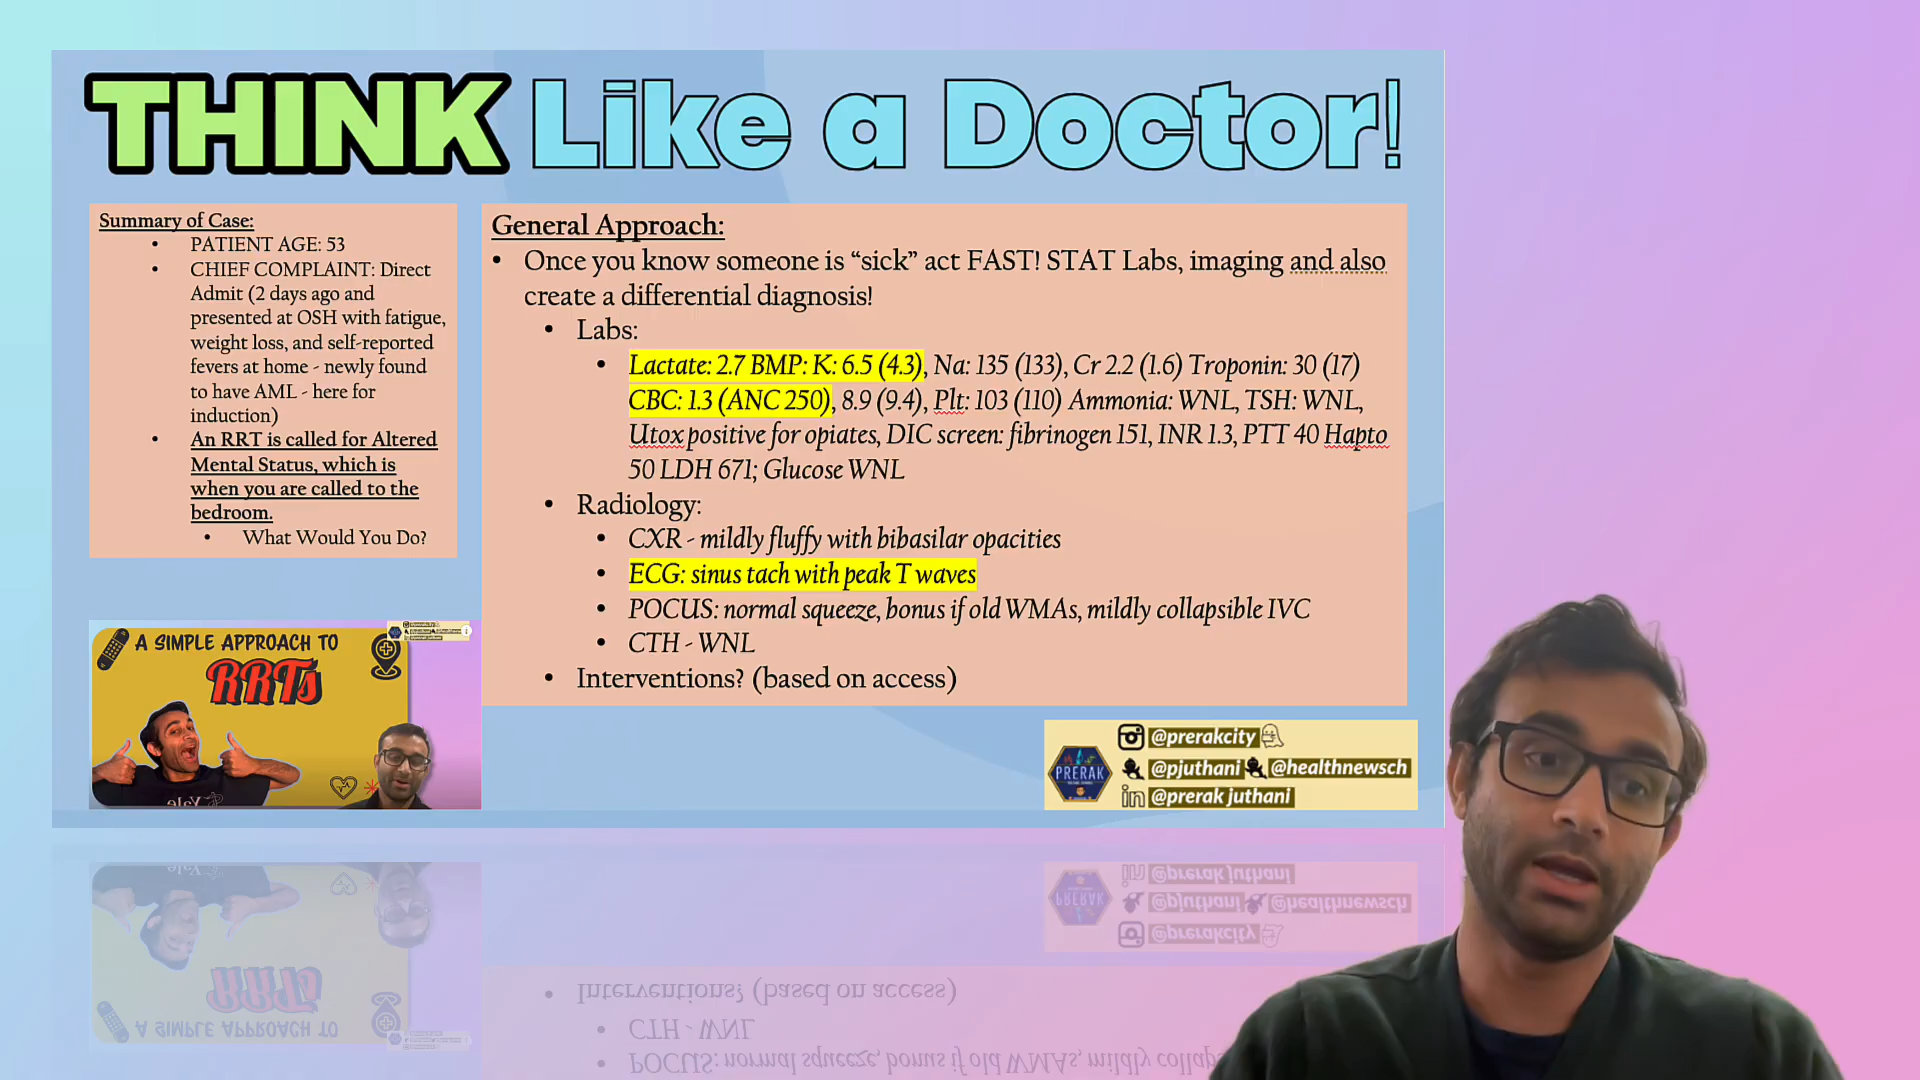 THINK Like a Doctor!
Summary of Case:
• PATIENT AGE: 53
• CHIEF COMPLAINT: Direct
Admit (2 days ago and
presented at OSH with fatigue,
weight loss, and self-reported
fevers at home - newly found
to have AML - here for
induction)
• An RRT is called for Altered
Mental Status, which is
when you are called to the
bedroom.
• What Would You Do?
General Approach:
• Once you know someone is “sick” act FAST! STAT Labs, imaging and also
create a differential diagnosis!
• Labs:
• Lactate: 2.7 BMP: K: 6.5 (4.3), Na: 135 (133), Cr 2.2 (1.6) Troponin: 30 (17)
CBC: 1.3 (ANC 250), 8.9 (9.4), Plt: 103 (110) Ammonia: WNL, TSH: WNL,
Utox positive for opiates, DIC screen: fibrinogen 151, INR 1.3, PTT 40 Hapto
50 LDH 671; Glucose WNL
• Radiology:
• CXR - mildly fluffy with bibasilar opacities
• ECG: sinus tach with peak T waves
• POCUS: normal squeeze, bonus if old WMAs, mildly collapsible IVC
• CTH - WNL
• Interventions? (based on access)
A SIMPLE APPROACH TO
RRTs
Yale
PRERAK
@prerakcity
@pjuthani @healthnewsch
in @prerak juthani